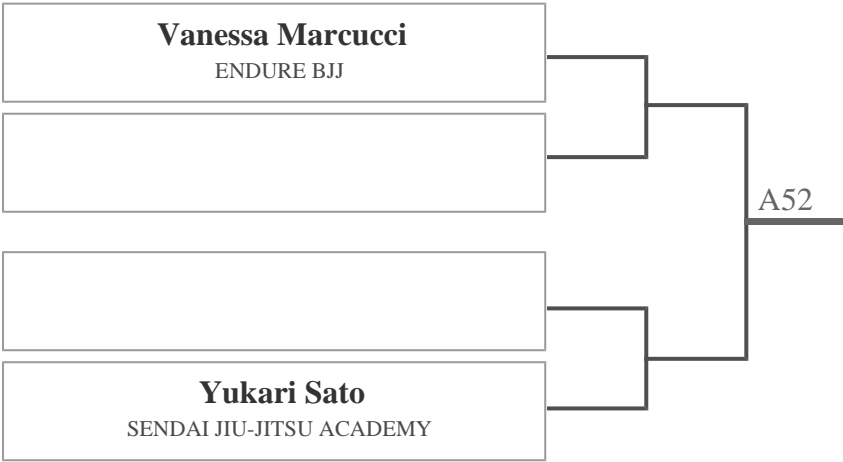 Vanessa Marcucci
ENDURE BJJ
A52
Yukari Sato
SENDAI JIU-JITSU ACADEMY